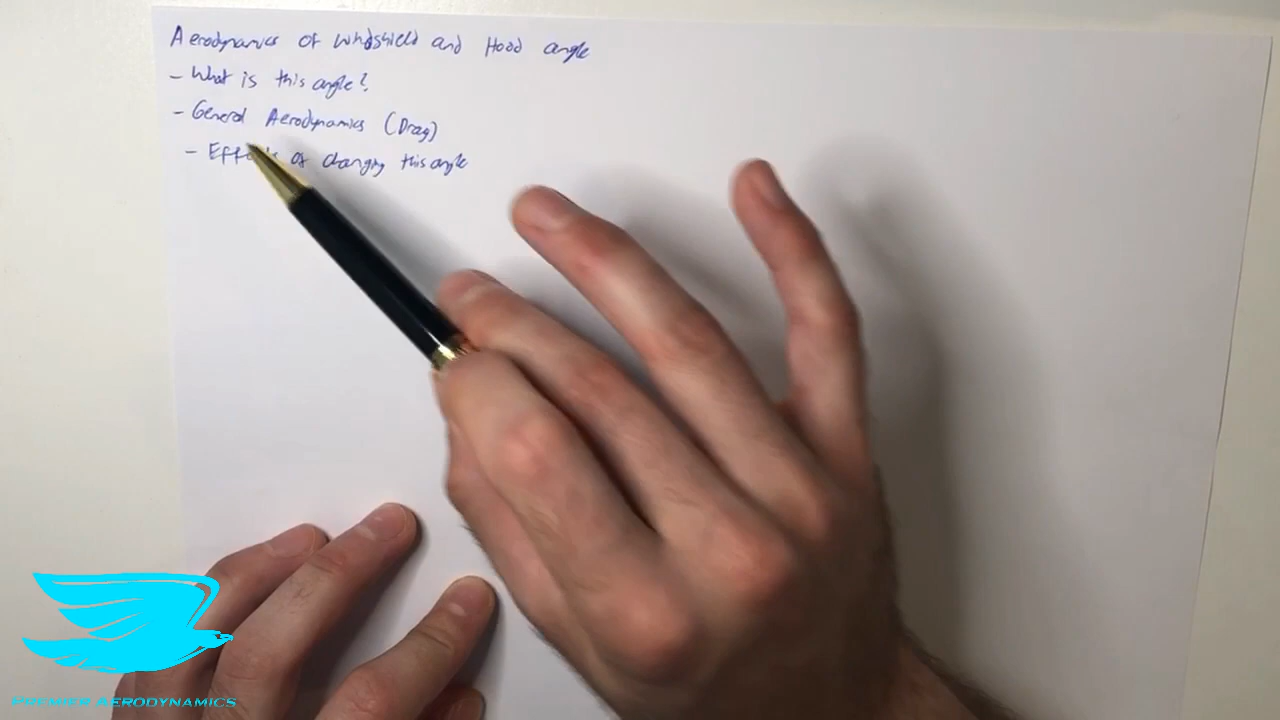 Aerodynamics of windshield and Hood angle
- What is this angle?
- General Aerodynamics (Drag)
- Effects of changing this angle
PREMIER AERODYNAMICS